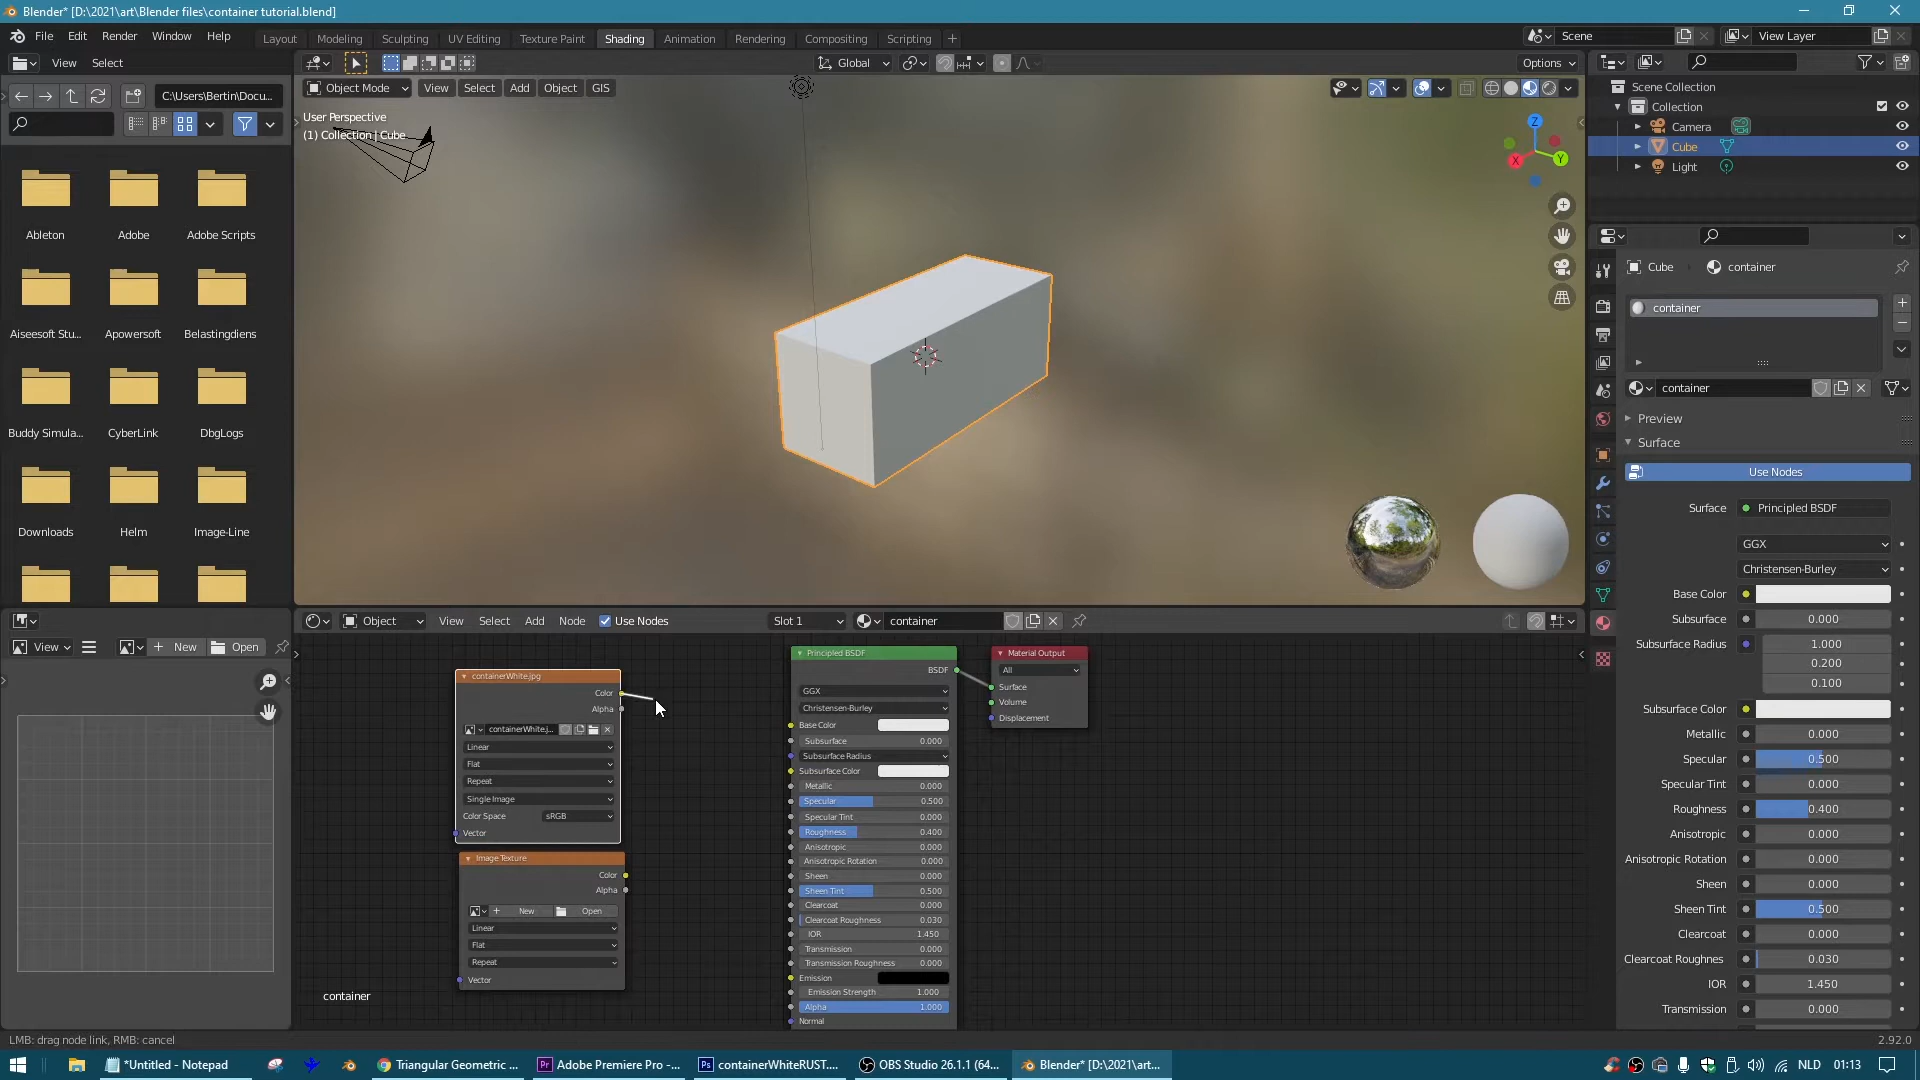 Blender* [D:\2021\art\Blender files\container tutorial.blend]
File Edit Render Window Help
Layout Modeling Sculpting UV Editing Texture Paint Shading Animation Rendering Compositing Scripting
Scene
View Layer
View Select
Global
Options
C:\Users\Bertin\Docu...
Object Mode View Select Add Object GIS
User Perspective
(1) Collection | Cube
Z
X
Y
Ableton Adobe Adobe Scripts
Aiseesoft Stu... Apowersoft Belastingdiens
Buddy Simula... CyberLink DbgLogs
Downloads Helm Image-Line
Scene Collection
Collection
Camera
Cube
Light
Cube container
container
container
Preview
Surface
Use Nodes
Surface Principled BSDF
GGX
Christensen-Burley
Base Color
Subsurface 0.000
Subsurface Radius 1.000
0.200
0.100
Subsurface Color
Metallic 0.000
Specular 0.500
Specular Tint 0.000
Roughness 0.400
Anisotropic 0.000
Anisotropic Rotation 0.000
Sheen 0.000
Sheen Tint 0.500
Clearcoat 0.000
Clearcoat Roughnes 0.030
IOR 1.450
Transmission 0.000
View New Open
Object View Select Add Node Use Nodes Slot 1 container
containerWhite.jpg
Color
Alpha
containerWhite.j...
Linear
Flat
Repeat
Single Image
Color Space sRGB
Vector
Image Texture
Color
Alpha
New Open
Linear
Flat
Repeat
Vector
container
Principled BSDF
BSDF
GGX
Christensen-Burley
Base Color
Subsurface 0.000
Subsurface Radius
Subsurface Color
Metallic 0.000
Specular 0.500
Specular Tint 0.000
Roughness 0.400
Anisotropic 0.000
Anisotropic Rotation 0.000
Sheen 0.000
Sheen Tint 0.500
Clearcoat 0.000
Clearcoat Roughness 0.030
IOR 1.450
Transmission 0.000
Transmission Roughness 0.000
Emission
Emission Strength 1.000
Alpha 1.000
Normal
Material Output
All
Surface
Volume
Displacement
LMB: drag node link, RMB: cancel
2.92.0
*Untitled - Notepad
Triangular Geometric ...
Pr Adobe Premiere Pro -...
Ps containerWhiteRUST....
OBS Studio 26.1.1 (64...
Blender* [D:\2021\art...
NLD 01:13